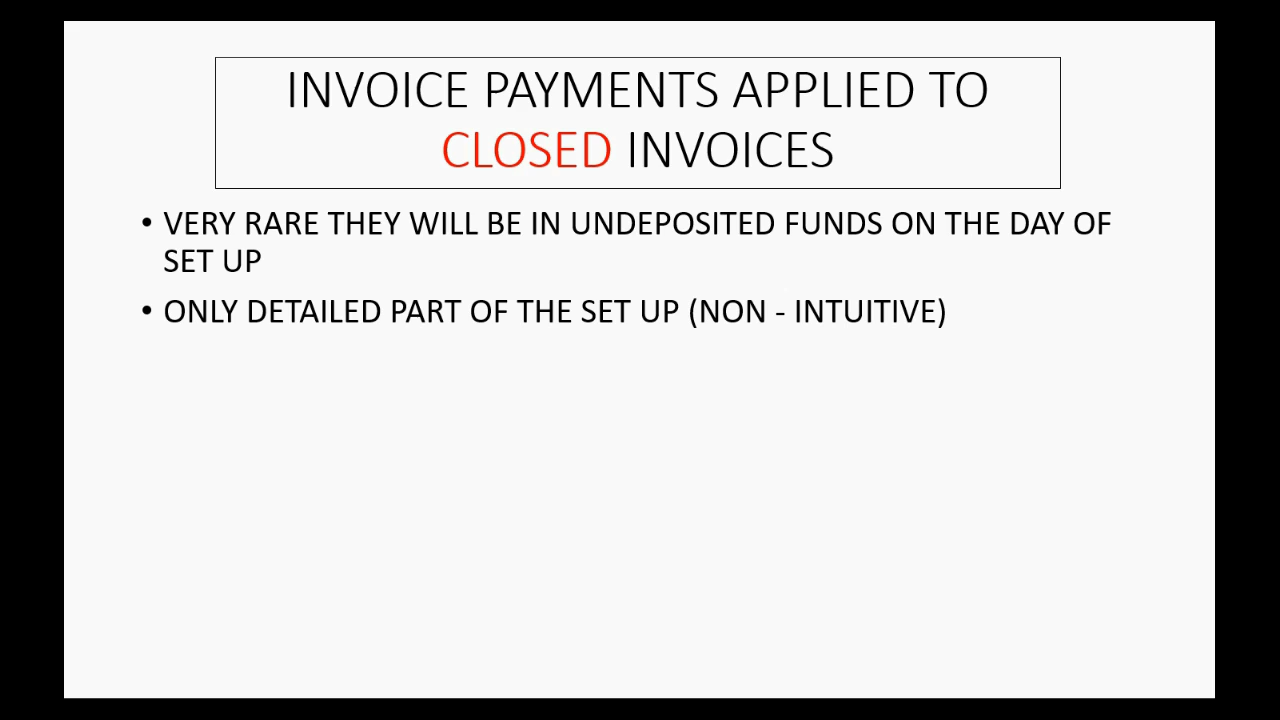 INVOICE PAYMENTS APPLIED TO
CLOSED INVOICES
• VERY RARE THEY WILL BE IN UNDEPOSITED FUNDS ON THE DAY OF
SET UP
• ONLY DETAILED PART OF THE SET UP (NON - INTUITIVE)